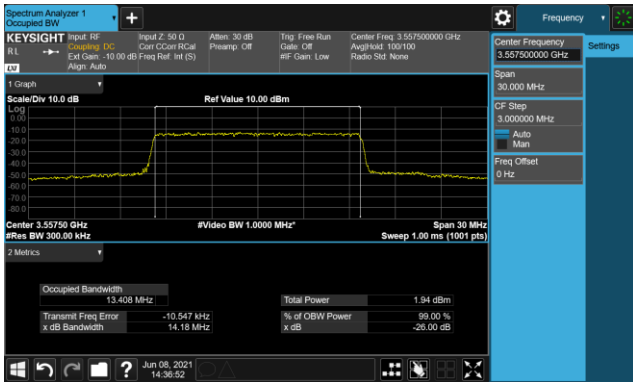 Spectrum Analyzer 1
Occupied BW
Frequency
KEYSIGHT
RL
LXI
Input: RF
Coupling: DC
Ext Gain: -10.00 dB
Align: Auto
Input Z: 50 Ω
Corr CCorr RCal
Freq Ref: Int (S)
Atten: 30 dB
Preamp: Off
Trig: Free Run
Gate: Off
#IF Gain: Low
Center Freq: 3.557500000 GHz
Avg|Hold: 100/100
Radio Std: None
Center Frequency
3.557500000 GHz
Settings
Span
30.000 MHz
CF Step
3.000000 MHz
Auto
Man
Freq Offset
0 Hz
1 Graph
Scale/Div 10.0 dB
Ref Value 10.00 dBm
Log
0.00
-10.0
-20.0
-30.0
-40.0
-50.0
-60.0
-70.0
-80.0
Center 3.55750 GHz
#Video BW 1.0000 MHz*
Span 30 MHz
#Res BW 300.00 kHz
Sweep 1.00 ms (1001 pts)
2 Metrics
Occupied Bandwidth
13.408 MHz
Total Power 1.94 dBm
Transmit Freq Error -10.547 kHz
% of OBW Power 99.00 %
x dB Bandwidth 14.18 MHz
x dB -26.00 dB
?
Jun 08, 2021
14:36:52